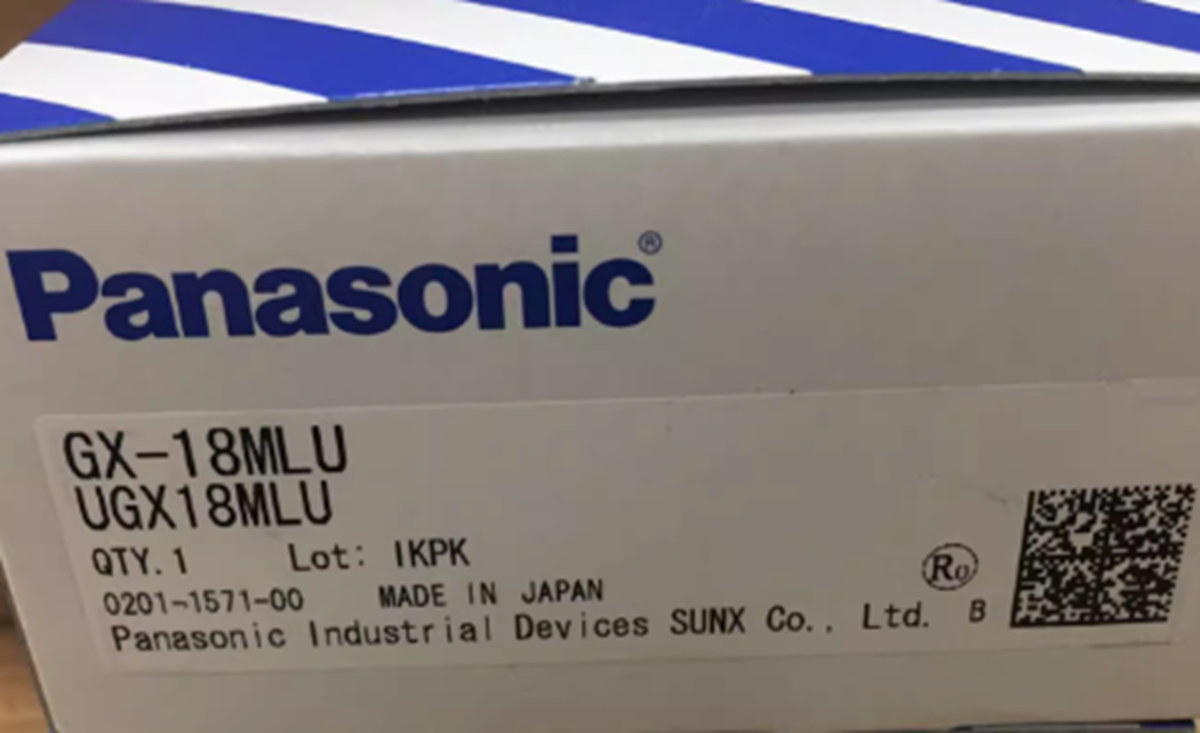 Panasonic®
GX-18MLU
UGX18MLU
QTY. 1 Lot: IKPK
0201-1571-00 MADE IN JAPAN
Ro
Panasonic Industrial Devices SUNX Co., Ltd. B